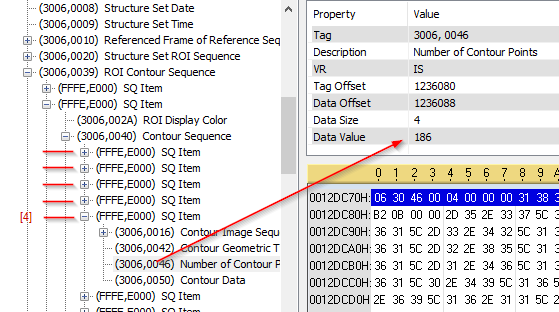 (3006,0008) Structure Set Date
(3006,0009) Structure Set Time
(3006,0010) Referenced Frame of Reference Seq
(3006,0020) Structure Set ROI Sequence
(3006,0039) ROI Contour Sequence
(FFFE,E000) SQ Item
(FFFE,E000) SQ Item
(3006,002A) ROI Display Color
(3006,0040) Contour Sequence
(FFFE,E000) SQ Item
(FFFE,E000) SQ Item
(FFFE,E000) SQ Item
(FFFE,E000) SQ Item
[4] (FFFE,E000) SQ Item
(3006,0016) Contour Image Sequ
(3006,0042) Contour Geometric T
(3006,0046) Number of Contour P
(3006,0050) Contour Data
(FFFE,E000) SQ Item
(FFFE,E000) SQ Item
Property Value
Tag 3006, 0046
Description Number of Contour Points
VR IS
Tag Offset 1236080
Data Offset 1236088
Data Size 4
Data Value 186
0 1 2 3 4 5 6 7 8 9
0012DC70H: 06 30 46 00 04 00 00 00 31 38
0012DC80H: B2 0B 00 00 2D 35 2E 33 37 5C
0012DC90H: 36 31 5C 2D 33 2E 34 32 5C 31
0012DCA0H: 36 31 5C 2D 32 2E 38 35 5C 31
0012DCB0H: 36 31 5C 2D 31 2E 34 36 5C 31
0012DCC0H: 36 31 5C 30 2E 34 39 5C 31 36
0012DCD0H: 2E 36 39 5C 31 36 2E 31 31 5C